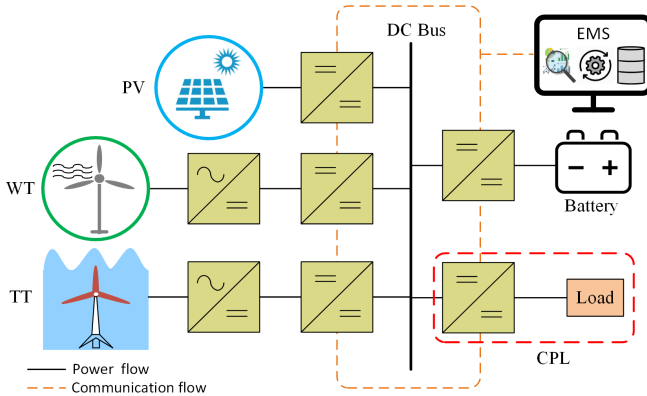 DC Bus
EMS
PV
WT
Battery
TT
Load
CPL
Power flow
Communication flow